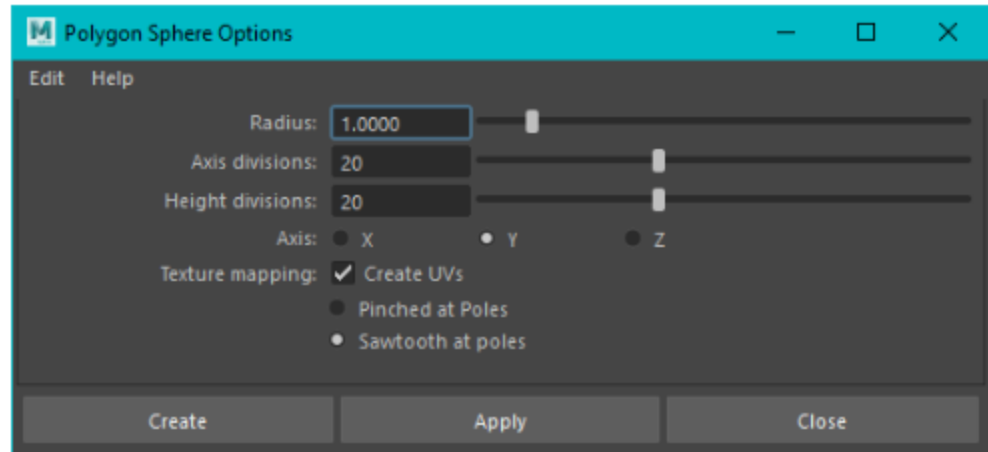 M Polygon Sphere Options
Edit Help
Radius: 1.0000
Axis divisions: 20
Height divisions: 20
Axis: X Y Z
Texture mapping: Create UVs
Pinched at Poles
Sawtooth at poles
Create Apply Close